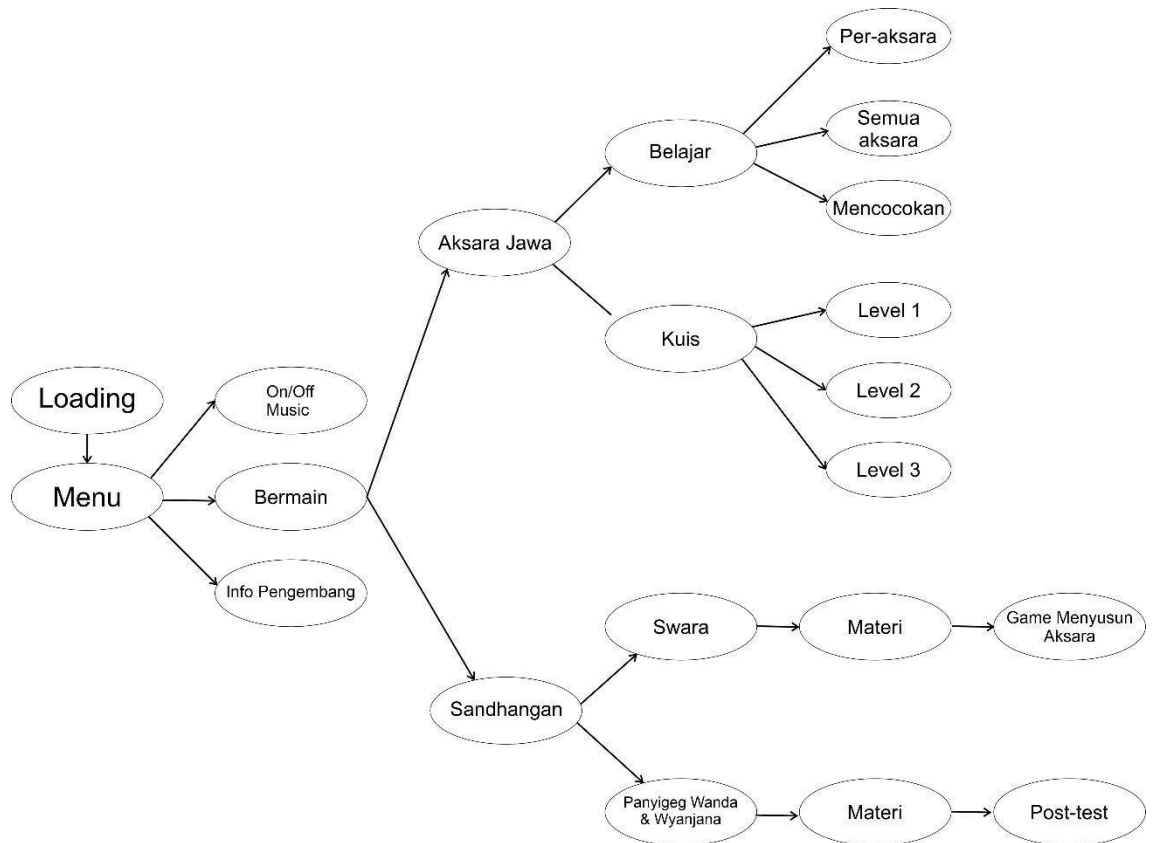 Per-aksara
Semua
aksara
Belajar
Mencocokan
Aksara Jawa
Level 1
Kuis
Level 2
Level 3
Loading
On/Off
Music
Menu
Bermain
Info Pengembang
Swara
Materi
Game Menyusun
Aksara
Sandhangan
Panyigeg Wanda
& Wyanjana
Materi
Post-test